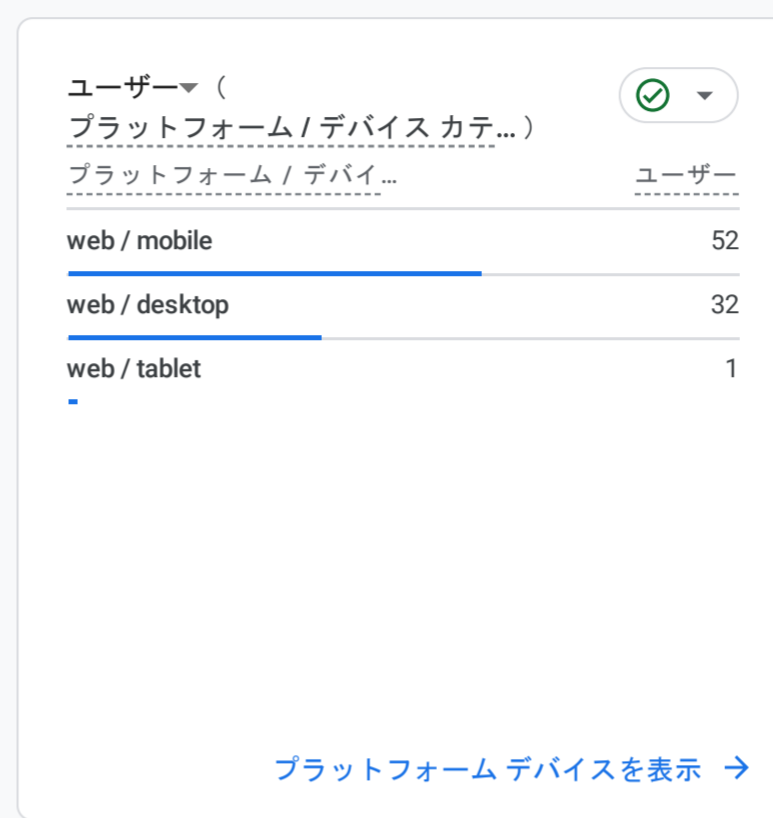 ユーザー（
プラットフォーム / デバイス カテ... ）
プラットフォーム / デバイ... ユーザー
web / mobile 52
web / desktop 32
web / tablet 1
プラットフォーム デバイスを表示 →